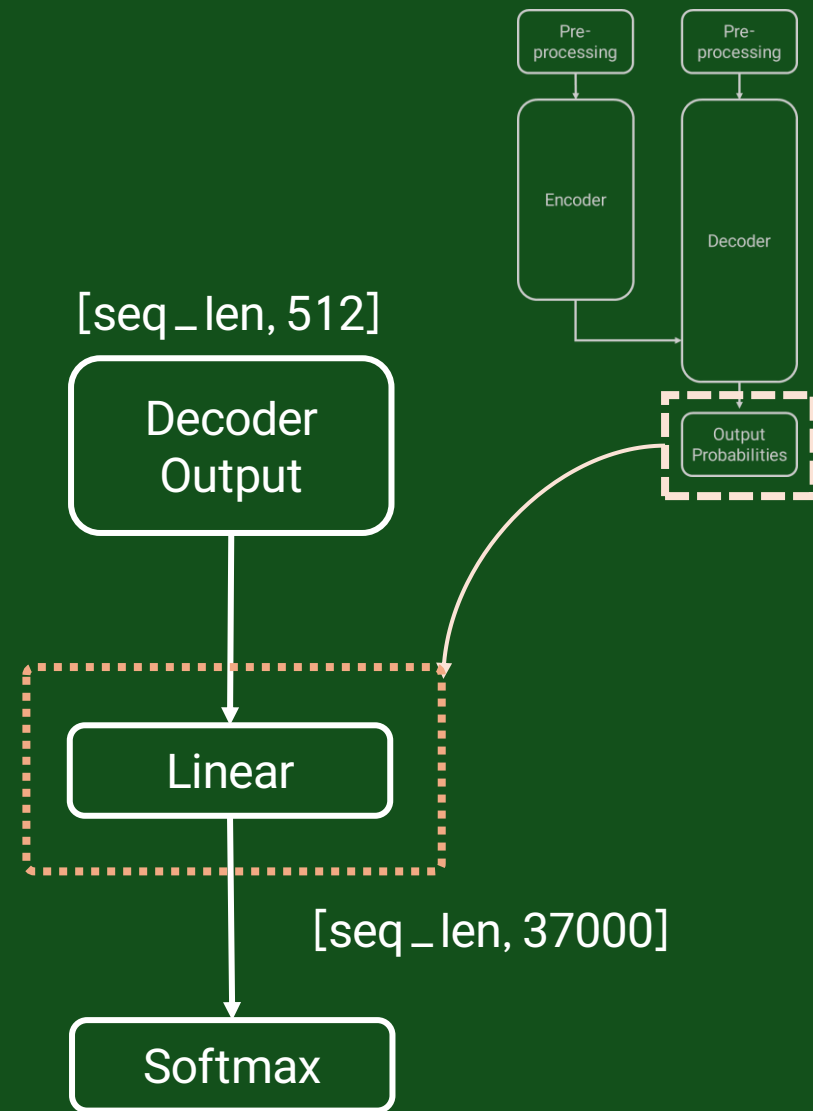 Pre-
processing
Pre-
processing
Encoder
Decoder
Output
Probabilities
[seq_len, 512]
Decoder
Output
Linear
[seq_len, 37000]
Softmax